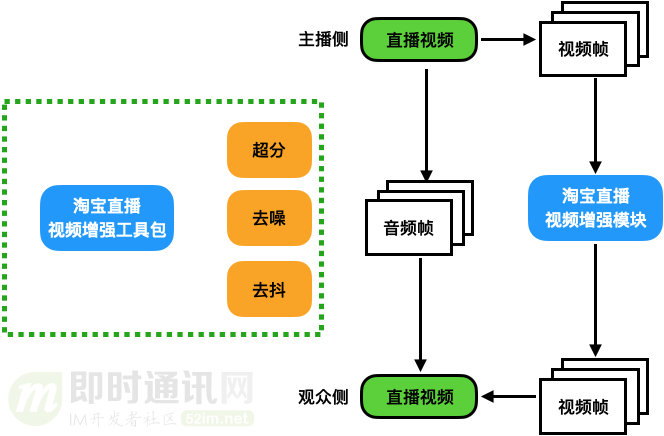 主播侧
直播视频
视频帧
超分
淘宝直播
视频增强工具包
去噪
去抖
音频帧
淘宝直播
视频增强模块
观众侧
直播视频
视频帧
即时通讯网
IM开发者社区
52im.net